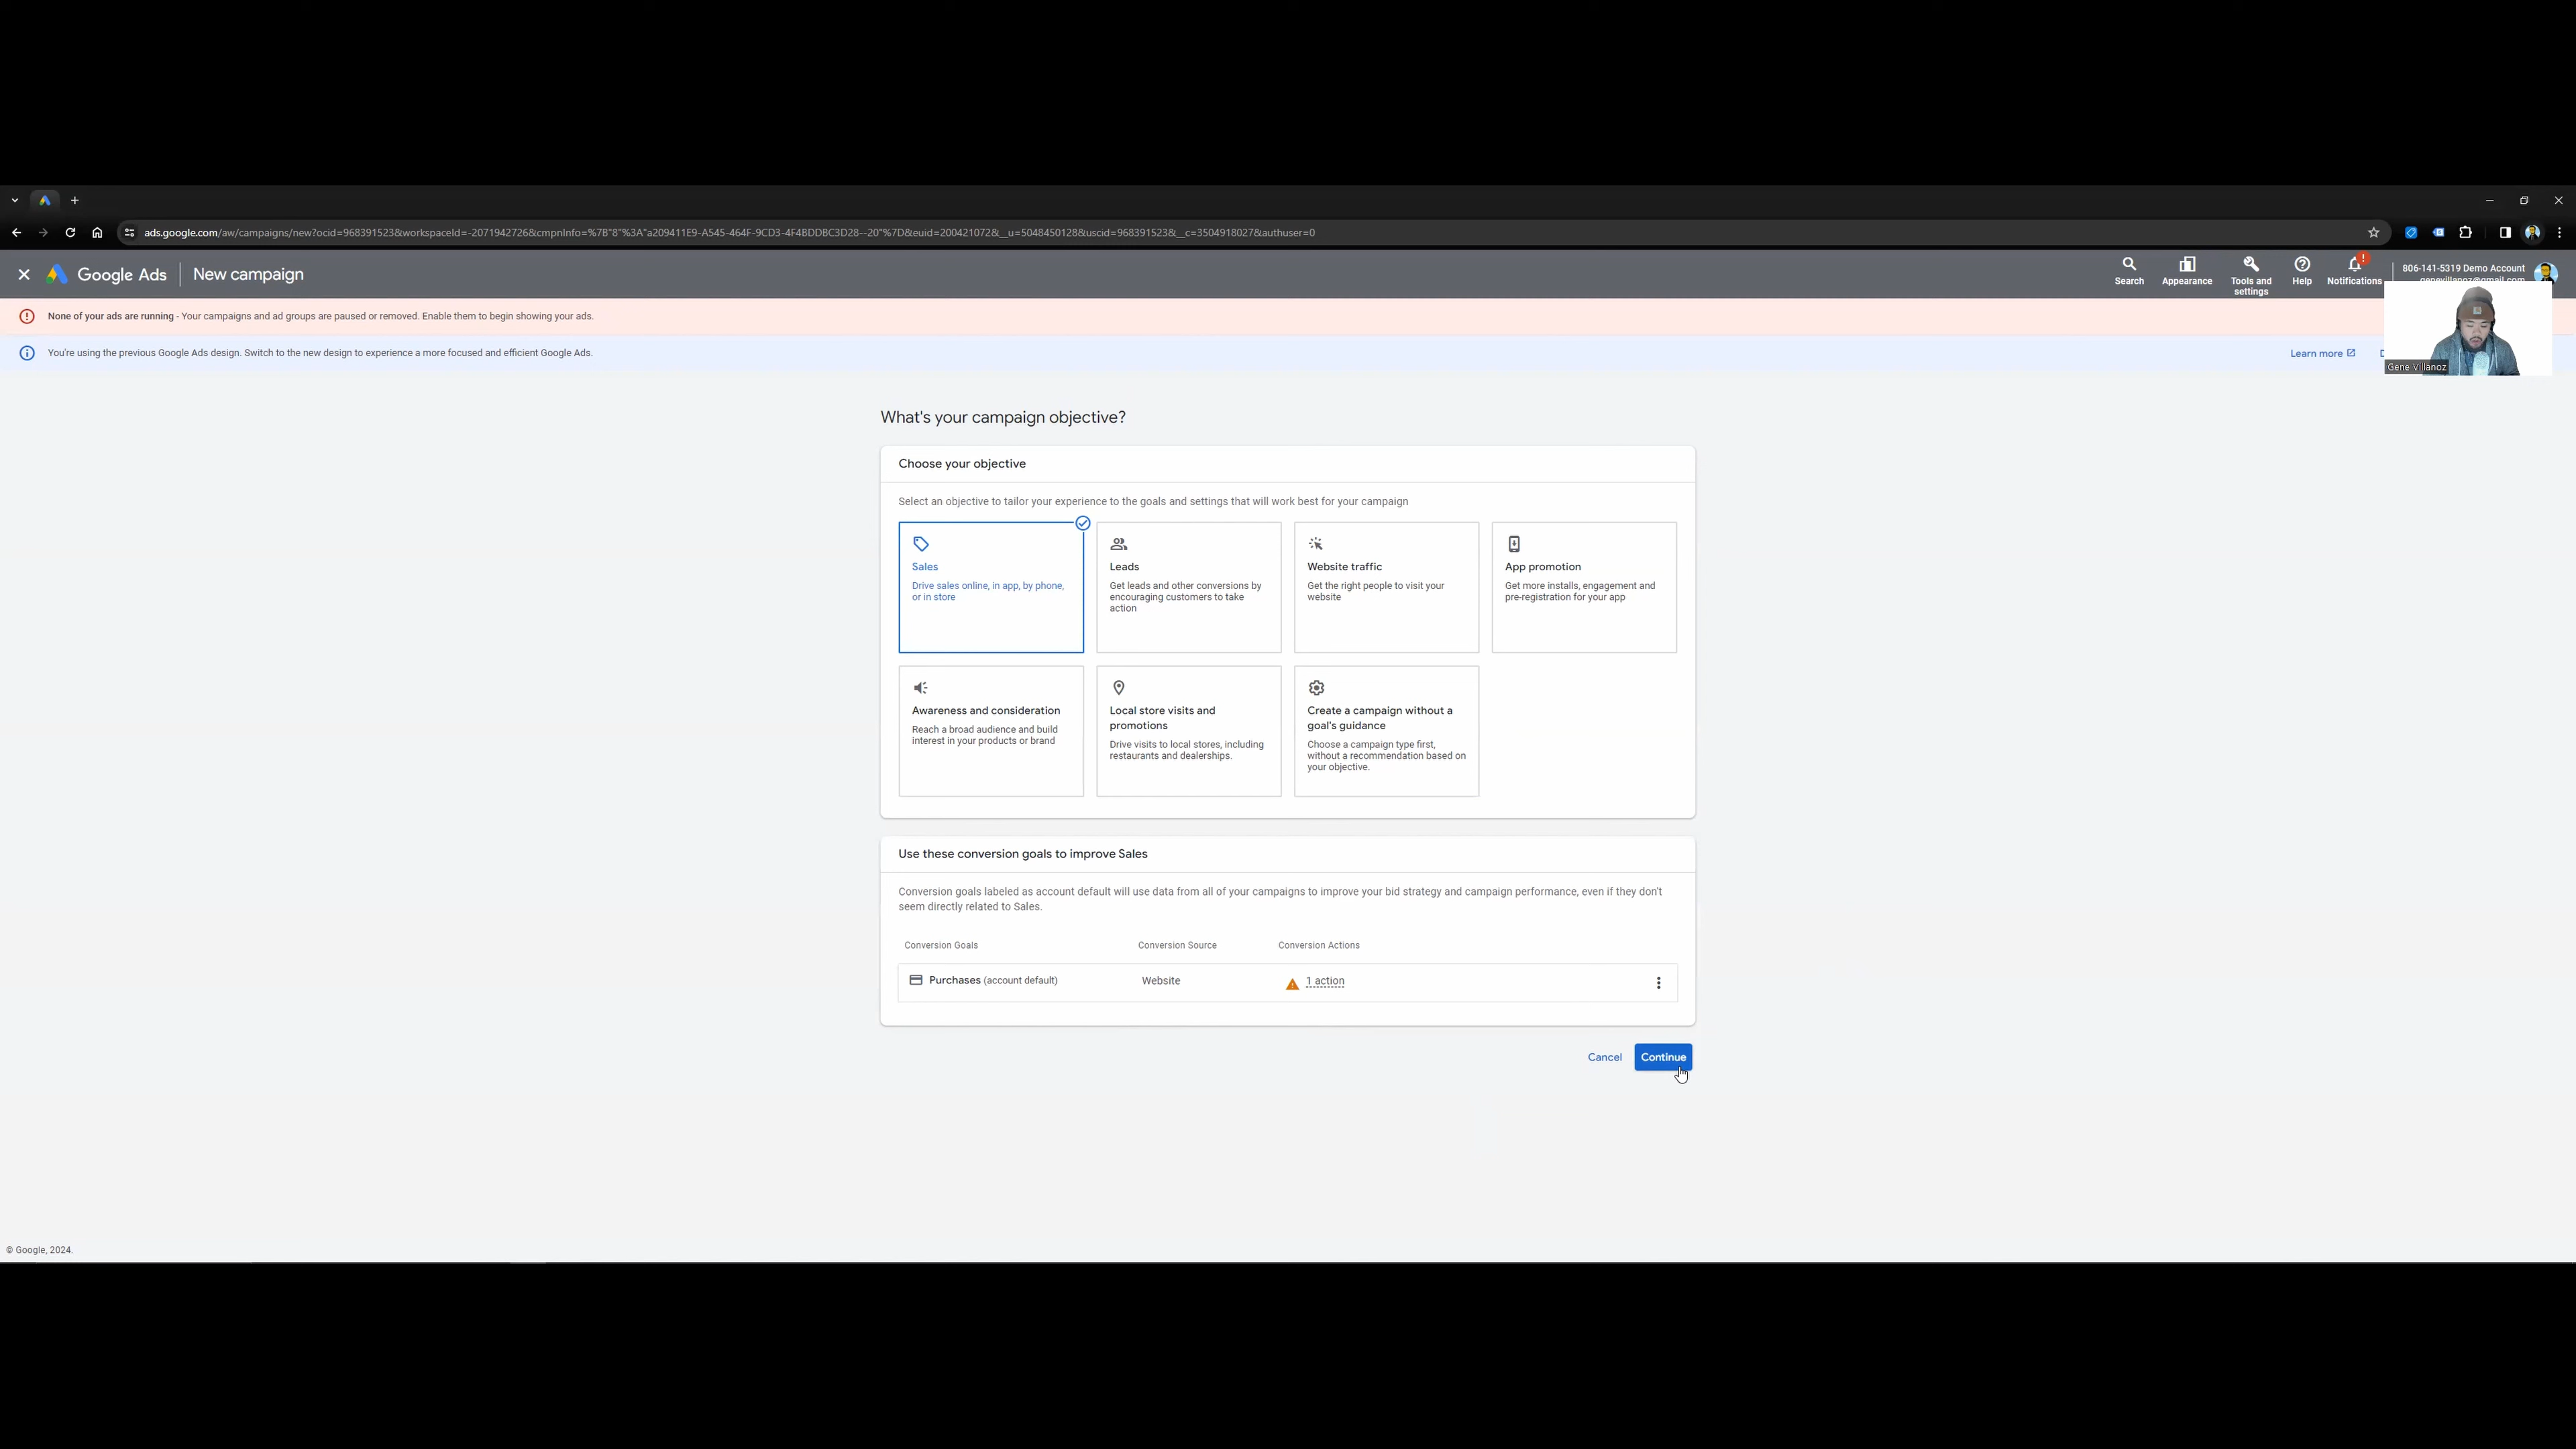 ads.google.com/aw/campaigns/new?ocid=968391523&workspaceId=-2071942726&cmpnInfo=%7B"8"%3A"a209411E9-A545-464F-9CD3-4F4BDDBC3D28--20"%7D&euid=200421072&__u=5048450128&uscid=968391523&__c=3504918027&authuser=0
Google Ads New campaign
Search Appearance Tools and settings Help Notifications
806-141-5319 Demo Account
genevillanoz@gmail.com
None of your ads are running - Your campaigns and ad groups are paused or removed. Enable them to begin showing your ads.
You're using the previous Google Ads design. Switch to the new design to experience a more focused and efficient Google Ads.
Learn more
Gene Villanoz
What's your campaign objective?
Choose your objective
Select an objective to tailor your experience to the goals and settings that will work best for your campaign
Sales
Drive sales online, in app, by phone,
or in store
Leads
Get leads and other conversions by
encouraging customers to take
action
Website traffic
Get the right people to visit your
website
App promotion
Get more installs, engagement and
pre-registration for your app
Awareness and consideration
Reach a broad audience and build
interest in your products or brand
Local store visits and
promotions
Drive visits to local stores, including
restaurants and dealerships.
Create a campaign without a
goal's guidance
Choose a campaign type first,
without a recommendation based on
your objective.
Use these conversion goals to improve Sales
Conversion goals labeled as account default will use data from all of your campaigns to improve your bid strategy and campaign performance, even if they don't
seem directly related to Sales.
Conversion Goals Conversion Source Conversion Actions
Purchases (account default) Website 1 action
Cancel Continue
© Google, 2024.